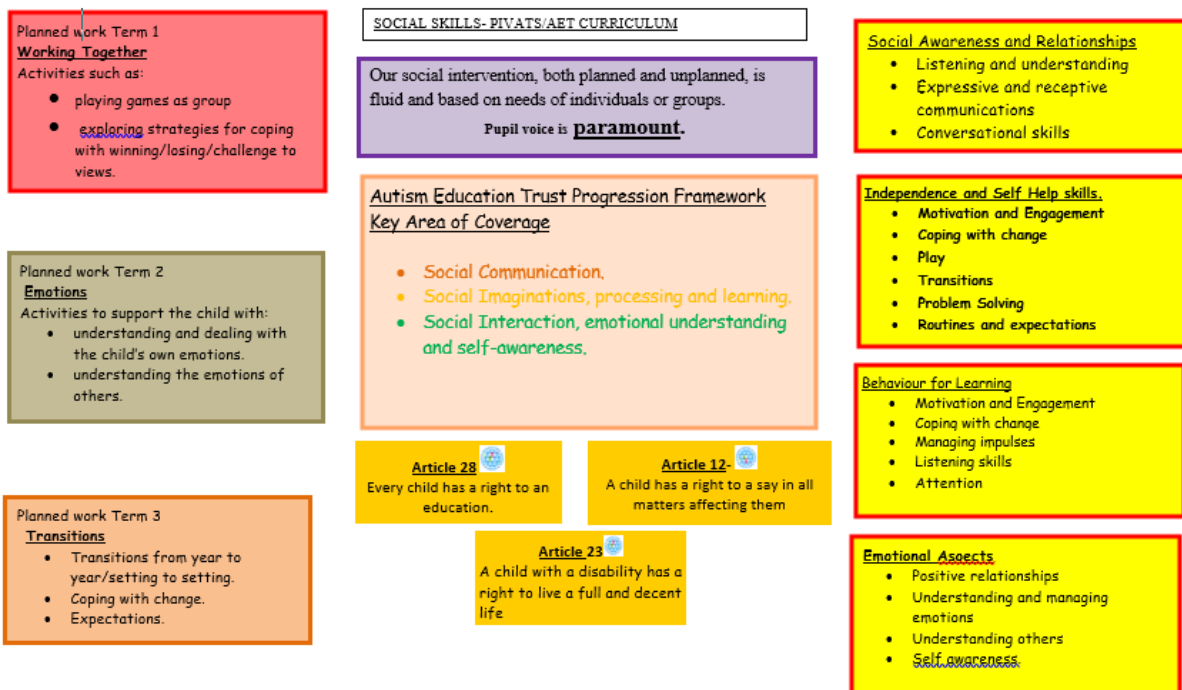 Planned work Term 1
Working Together
Activities such as:
• playing games as group
• exploring strategies for coping
with winning/losing/challenge to
views.
Planned work Term 2
Emotions
Activities to support the child with:
• understanding and dealing with
the child's own emotions.
• understanding the emotions of
others.
Planned work Term 3
Transitions
• Transitions from year to
year/setting to setting.
• Coping with change.
• Expectations.
SOCIAL SKILLS- PIVATS/AET CURRICULUM
Our social intervention, both planned and unplanned, is
fluid and based on needs of individuals or groups.
Pupil voice is paramount.
Autism Education Trust Progression Framework
Key Area of Coverage
• Social Communication.
• Social Imaginations, processing and learning.
• Social Interaction, emotional understanding
and self-awareness.
Article 28
Every child has a right to an
education.
Article 12-
A child has a right to a say in all
matters affecting them
Article 23
A child with a disability has a
right to live a full and decent
life
Social Awareness and Relationships
• Listening and understanding
• Expressive and receptive
communications
• Conversational skills
Independence and Self Help skills.
• Motivation and Engagement
• Coping with change
• Play
• Transitions
• Problem Solving
• Routines and expectations
Behaviour for Learning
• Motivation and Engagement
• Coping with change
• Managing impulses
• Listening skills
• Attention
Emotional Asoects
• Positive relationships
• Understanding and managing
emotions
• Understanding others
• Self awareness.